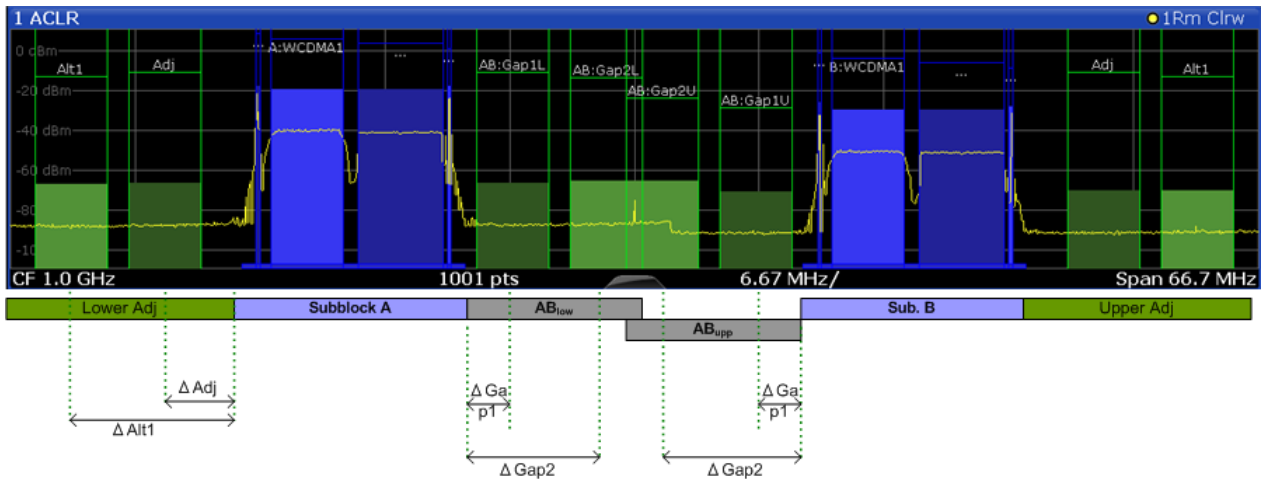 1 ACLR 1Rm Clrw
0 dBm
... A:WCDMA1 ... ... B:WCDMA1 ... ...
Alt1 Adj AB:Gap1L AB:Gap2L Adj Alt1
-20 dBm
AB:Gap2U AB:Gap1U
-40 dBm
-60 dBm
-80
-10
CF 1.0 GHz 1001 pts 6.67 MHz/ Span 66.7 MHz
Lower Adj Subblock A ABlow Sub. B Upper Adj
ABupp
Δ Adj Δ Ga p1 Δ Ga p1
Δ Alt1
Δ Gap2 Δ Gap2